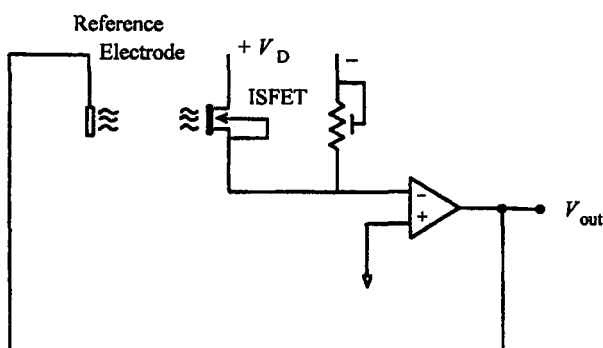 Reference
Electrode
+ V_D
−
ISFET
−
+
V_out